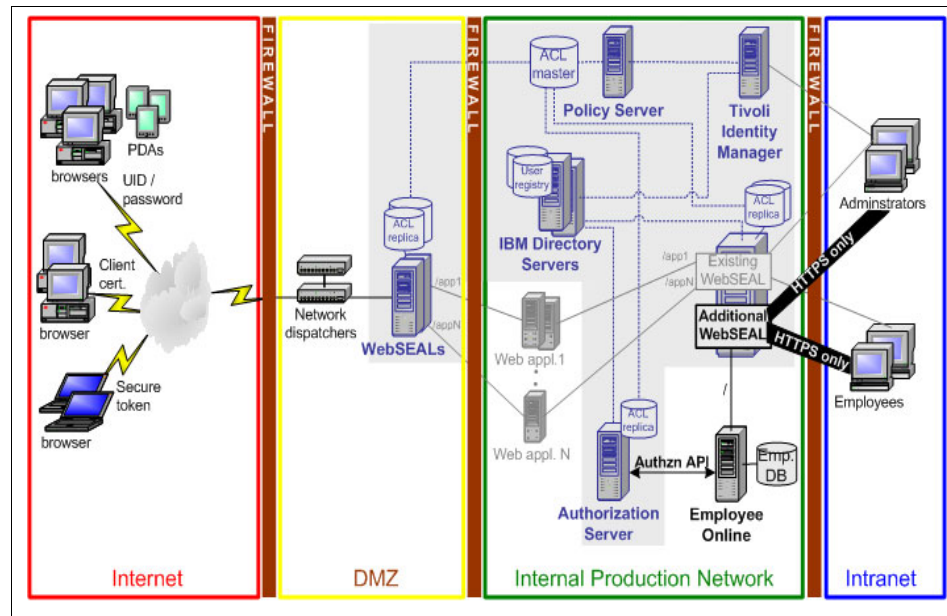 FIREWALL
FIREWALL
FIREWALL
PDAs
browsers
UID /
password
Client
cert.
browser
Secure
token
browser
Network
dispatchers
ACL
replica
WebSEALs
/app1
/appN
ACL
master
Policy Server
Tivoli
Identity
Manager
User
registry
IBM Directory
Servers
ACL
replica
/app1
/appN
Existing
WebSEAL
Additional
WebSEAL
Web appl.1
Web appl. N
/
ACL
replica
Authzn API
Emp.
DB
Authorization
Server
Employee
Online
Adminstrators
HTTPS only
HTTPS only
Employees
Internet
DMZ
Internal Production Network
Intranet